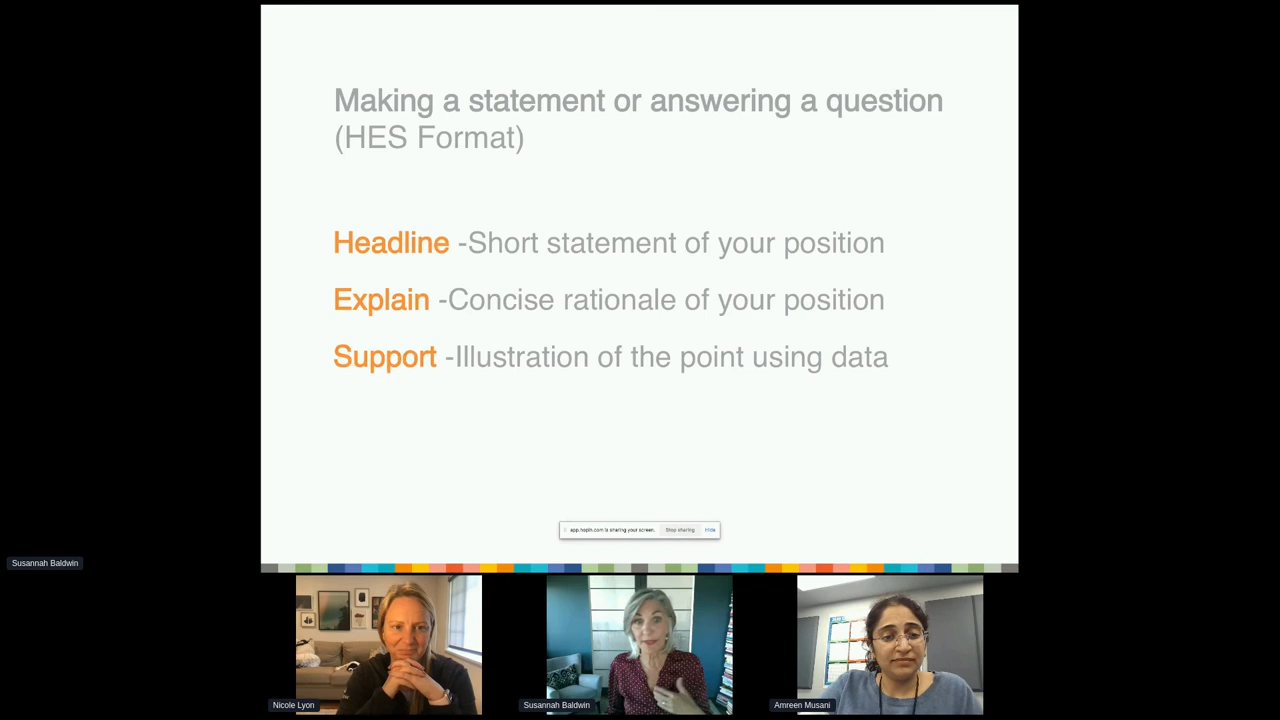 Making a statement or answering a question
(HES Format)
Headline -Short statement of your position
Explain -Concise rationale of your position
Support -Illustration of the point using data
app.hopin.com is sharing your screen. Stop sharing Hide
Susannah Baldwin
Nicole Lyon
Susannah Baldwin
Amreen Musani